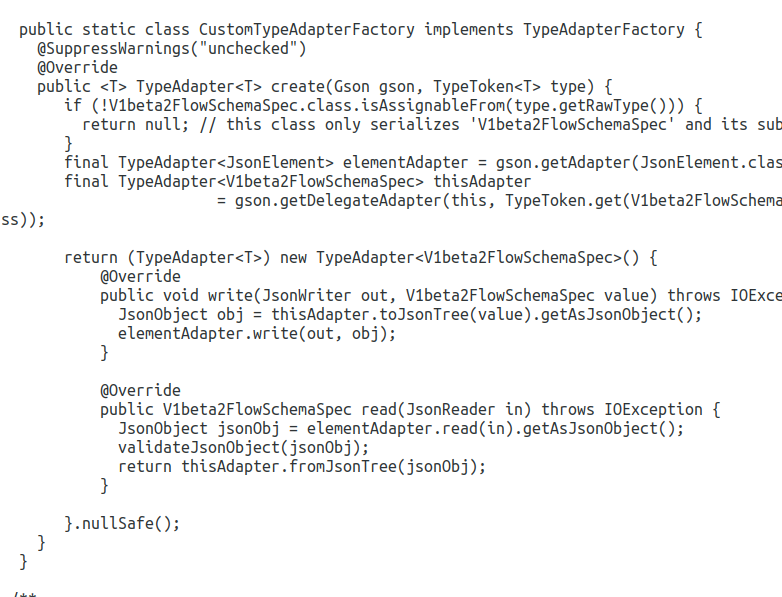 public static class CustomTypeAdapterFactory implements TypeAdapterFactory {
@SuppressWarnings("unchecked")
@Override
public <T> TypeAdapter<T> create(Gson gson, TypeToken<T> type) {
if (!V1beta2FlowSchemaSpec.class.isAssignableFrom(type.getRawType())) {
return null; // this class only serializes 'V1beta2FlowSchemaSpec' and its sub
}
final TypeAdapter<JsonElement> elementAdapter = gson.getAdapter(JsonElement.clas
final TypeAdapter<V1beta2FlowSchemaSpec> thisAdapter
= gson.getDelegateAdapter(this, TypeToken.get(V1beta2FlowSchema
ss));
return (TypeAdapter<T>) new TypeAdapter<V1beta2FlowSchemaSpec>() {
@Override
public void write(JsonWriter out, V1beta2FlowSchemaSpec value) throws IOExce
JsonObject obj = thisAdapter.toJsonTree(value).getAsJsonObject();
elementAdapter.write(out, obj);
}
@Override
public V1beta2FlowSchemaSpec read(JsonReader in) throws IOException {
JsonObject jsonObj = elementAdapter.read(in).getAsJsonObject();
validateJsonObject(jsonObj);
return thisAdapter.fromJsonTree(jsonObj);
}
}.nullSafe();
}
}
/**